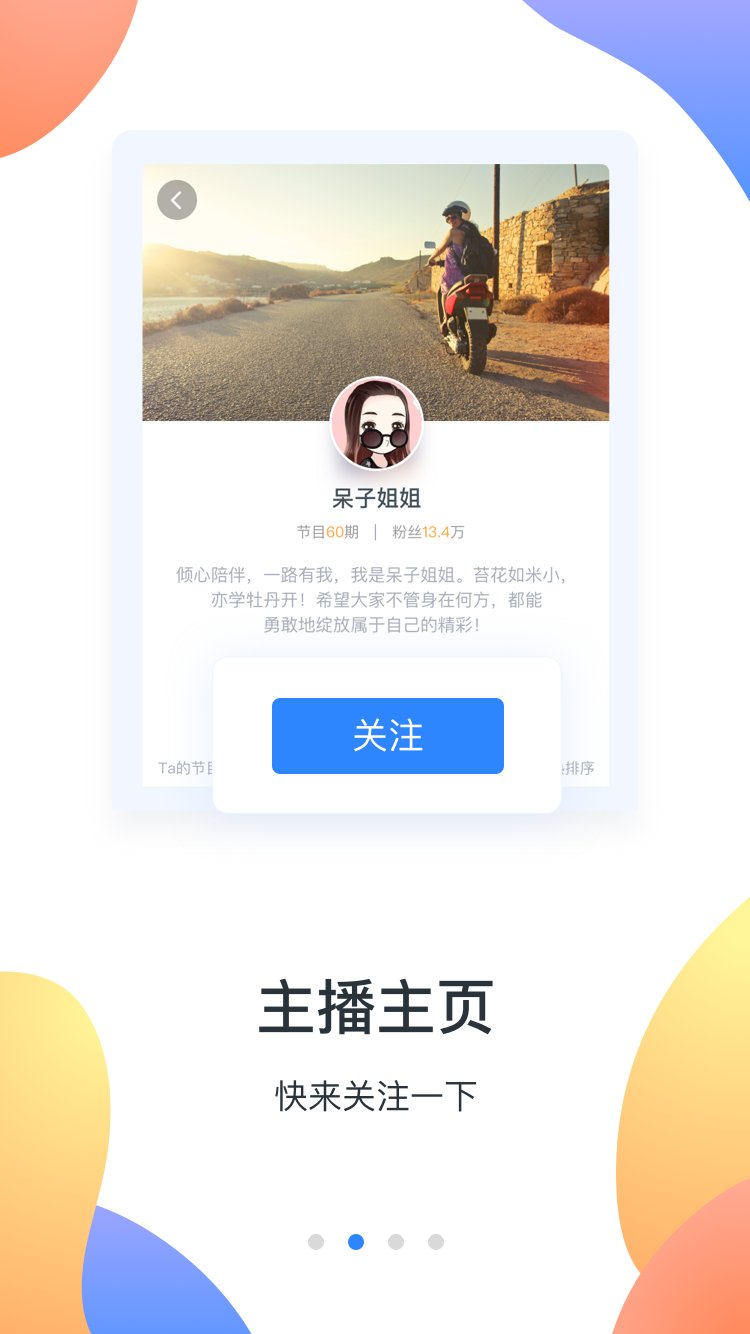 呆子姐姐
节目60期 | 粉丝13.4万
倾心陪伴，一路有我，我是呆子姐姐。苔花如米小，
亦学牡丹开！希望大家不管身在何方，都能
勇敢地绽放属于自己的精彩！
关注
Ta的节 排序
主播主页
快来关注一下